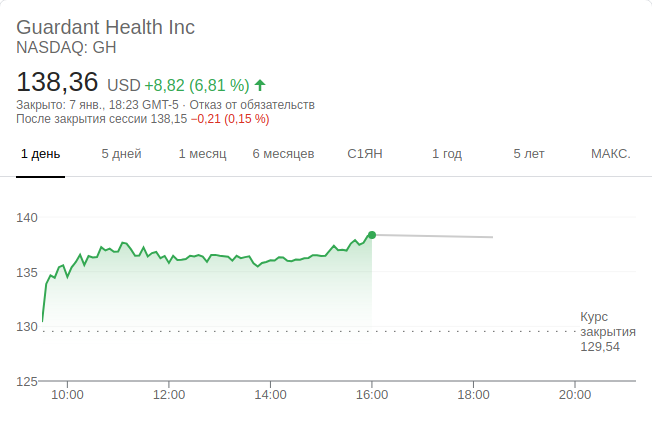 Guardant Health Inc
NASDAQ: GH
138,36 USD +8,82 (6,81 %)
Закрыто: 7 янв., 18:23 GMT-5 · Отказ от обязательств
После закрытия сессии 138,15 −0,21 (0,15 %)
1 день 5 дней 1 месяц 6 месяцев С1ЯН 1 год 5 лет МАКС.
140
135
130
125
Курс
закрытия
129,54
10:00 12:00 14:00 16:00 18:00 20:00